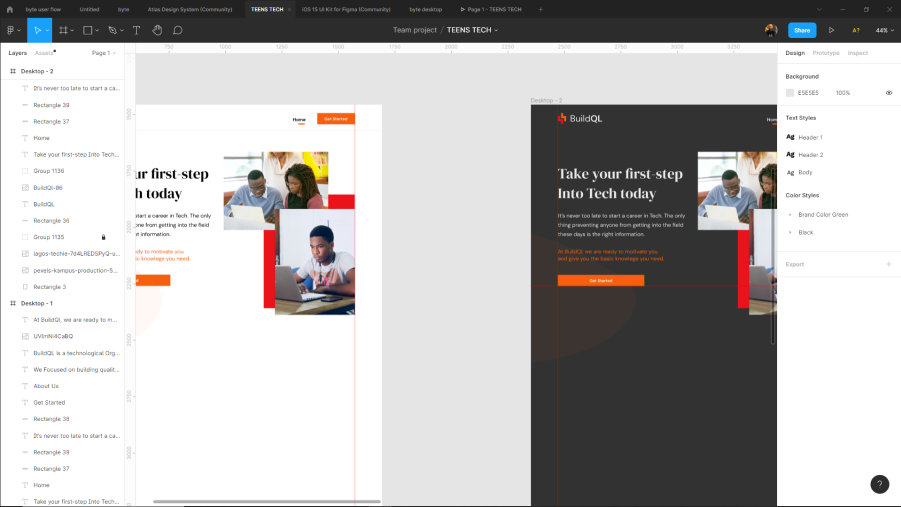 byte user flow
Untitled
byte
Atlas Design System (Community)
TEENS TECH
iOS 15 UI Kit for Figma (Community)
byte desktop
Page 1 - TEENS TECH
Team project / TEENS TECH
Share
A?
44%
Layers
Assets
Page 1
Desktop - 2
It's never too late to start a ca...
Rectangle 39
Rectangle 37
Home
Take your first-step Into Tech...
Group 1136
BuildQl-86
BuildQL
Rectangle 36
Group 1135
lagos-techie-7d4LREDSPyQ-u...
pexels-kampus-production-5...
Rectangle 3
Desktop - 1
At BuildQL we are ready to m...
UVImNl4CaBQ
BuildQL is a technological Org...
We Focused on building qualit...
About Us
Get Started
Rectangle 38
It's never too late to start a ca...
Rectangle 39
Rectangle 37
Home
Take your first-step Into Tech...
750
1000
1250
1500
1750
2500
2750
3000
3250
Home
Get Started
ur first-step
h today
start a career in Tech. The only
anyone from getting into the field
ht information.
dy to motivate you
sic knowlege you need.
Desktop - 2
BuildQL
Hom
Take your first-step
Into Tech today
It's never too late to start a career in Tech. The only
thing preventing anyone from getting into the field
these days is the right information.
At BuildQL we are ready to motivate you
and give you the basic knowlege you need.
Get Started
Design
Prototype
Inspect
Background
E5E5E5
100%
Text Styles
Ag Header 1
Ag Header 2
Ag Body
Color Styles
Brand Color Green
Black
Export
?